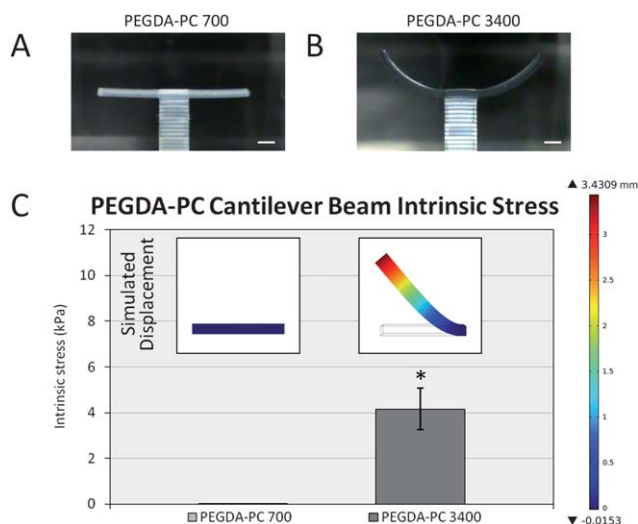 PEGDA-PC 700
PEGDA-PC 3400
A
B
C
PEGDA-PC Cantilever Beam Intrinsic Stress
▲ 3.4309 mm
12
10
8
6
4
2
0
Intrinsic stress (kPa)
Simulated
Displacement
*
3
2.5
2
1.5
1
0.5
0
▼ -0.0153
PEGDA-PC 700
PEGDA-PC 3400